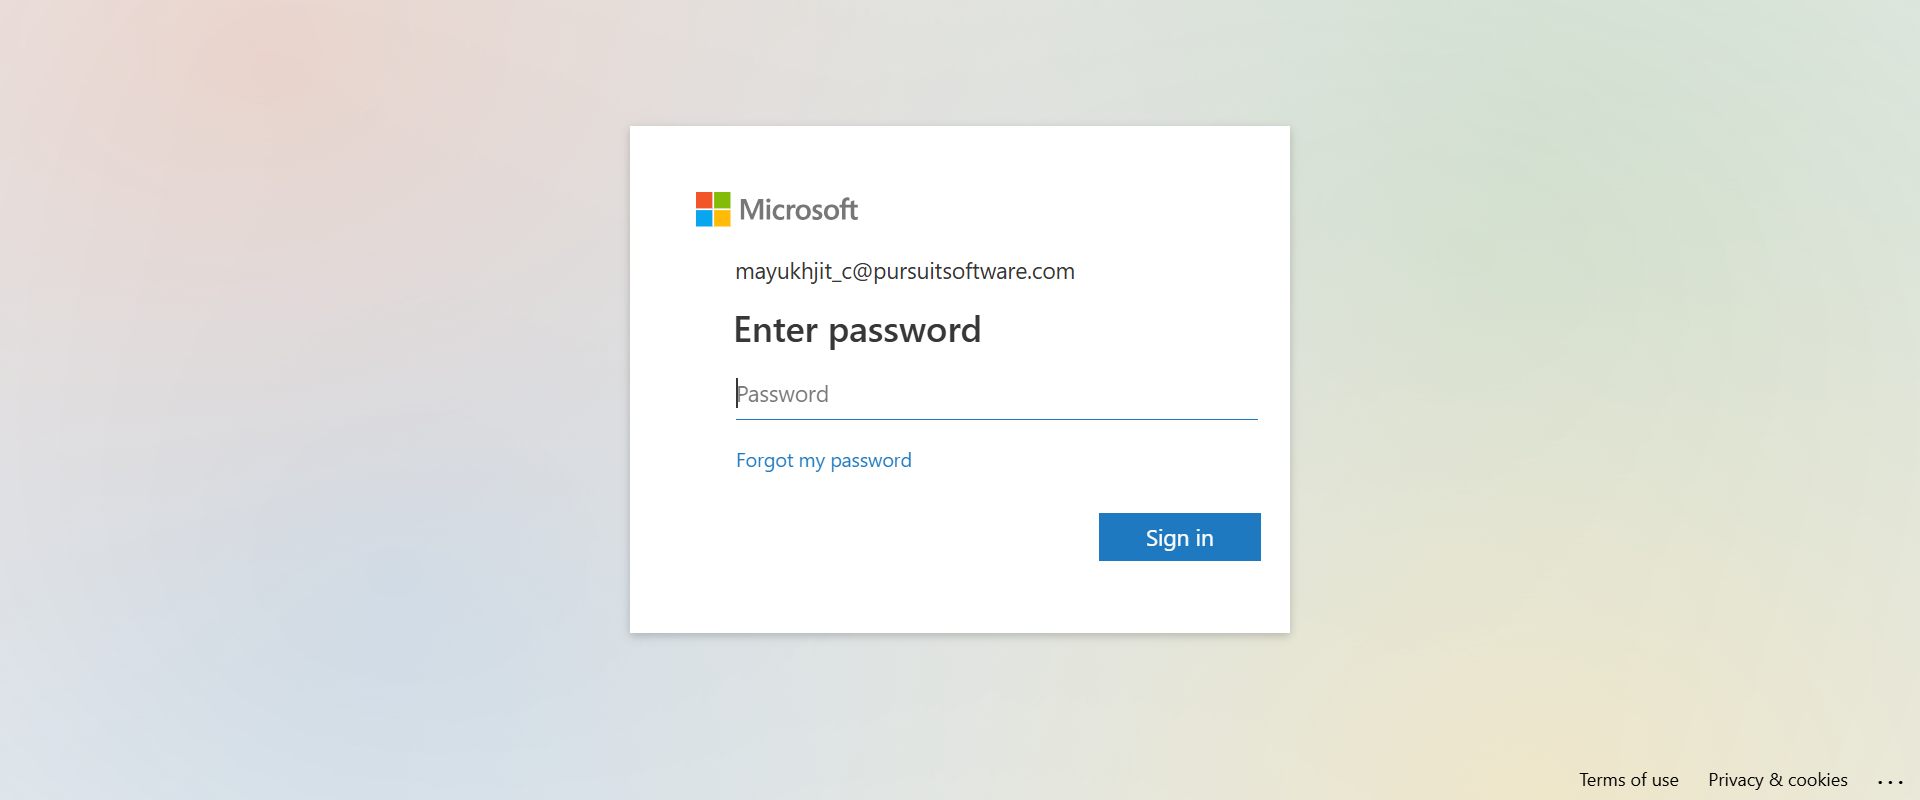 Microsoft
mayukhjit_c@pursuitsoftware.com
Enter password
Password
Forgot my password
Sign in
Terms of use Privacy & cookies ...